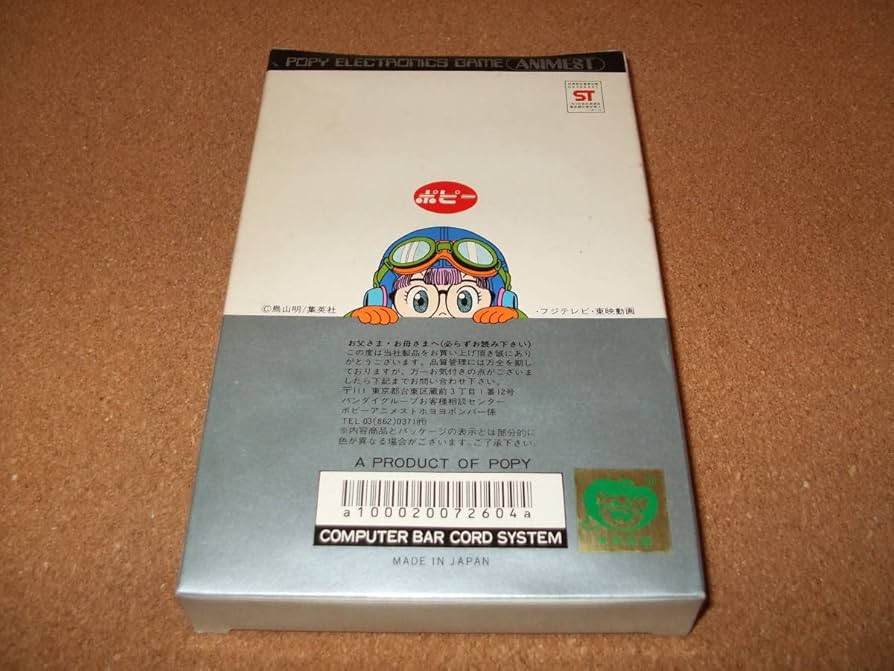 POPY ELECTRONICS GAME ANIMEST
ST
ポピー
©鳥山明/集英社
・フジテレビ・東映動画
お父さま・お母さまへ(必らずお読み下さい)
この度は当社製品をお買い上げ頂き誠にあり
がとうございます。品質管理には万全を期し
ておりますが、万一お気付きの点がございま
したら下記までお問い合わせ下さい。
〒111 東京都台東区蔵前3丁目1番12号
バンダイグループお客様相談センター
ポピーアニメストホヨヨボンバー係
TEL 03(862)0371㈹
※内容商品とパッケージの表示とは部分的に
色が異なる場合がございます。ご了承下さい。
A PRODUCT OF POPY
a100020072604a
COMPUTER BAR CORD SYSTEM
MADE IN JAPAN